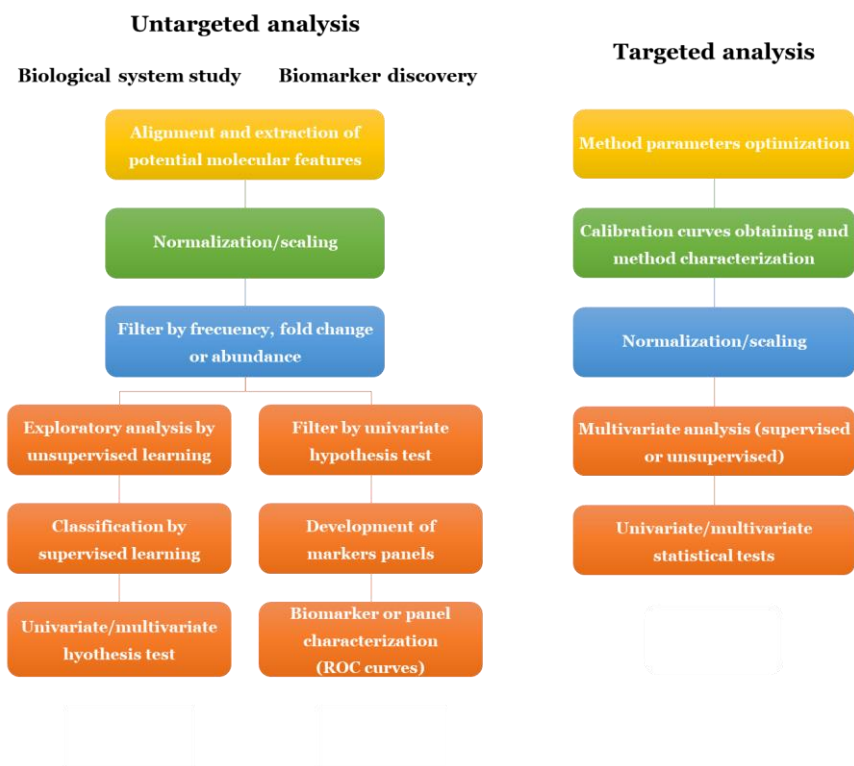 Untargeted analysis
Biological system study
Biomarker discovery
Alignment and extraction of
potential molecular features
Normalization/scaling
Filter by frecuency, fold change
or abundance
Exploratory analysis by
unsupervised learning
Classification by
supervised learning
Univariate/multivariate
hyothesis test
Filter by univariate
hypothesis test
Development of
markers panels
Biomarker or panel
characterization
(ROC curves)
Targeted analysis
Method parameters optimization
Calibration curves obtaining and
method characterization
Normalization/scaling
Multivariate analysis (supervised
or unsupervised)
Univariate/multivariate
statistical tests